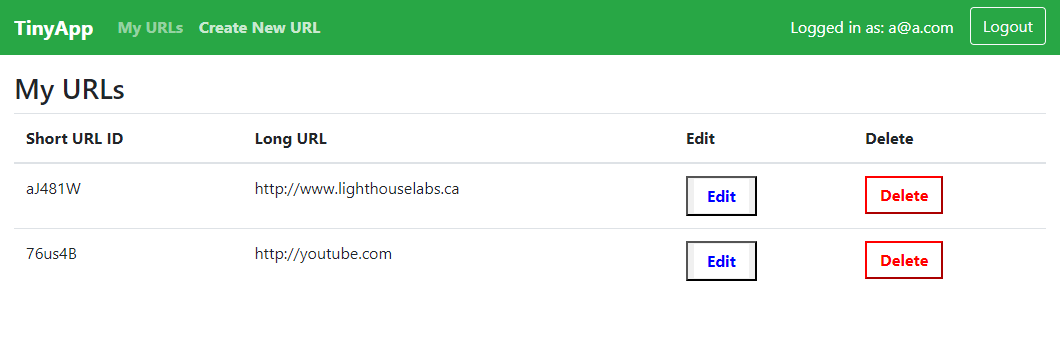 TinyApp My URLs Create New URL Logged in as: a@a.com Logout
My URLs
Short URL ID Long URL Edit Delete
aJ481W http://www.lighthouselabs.ca Edit Delete
76us4B http://youtube.com Edit Delete